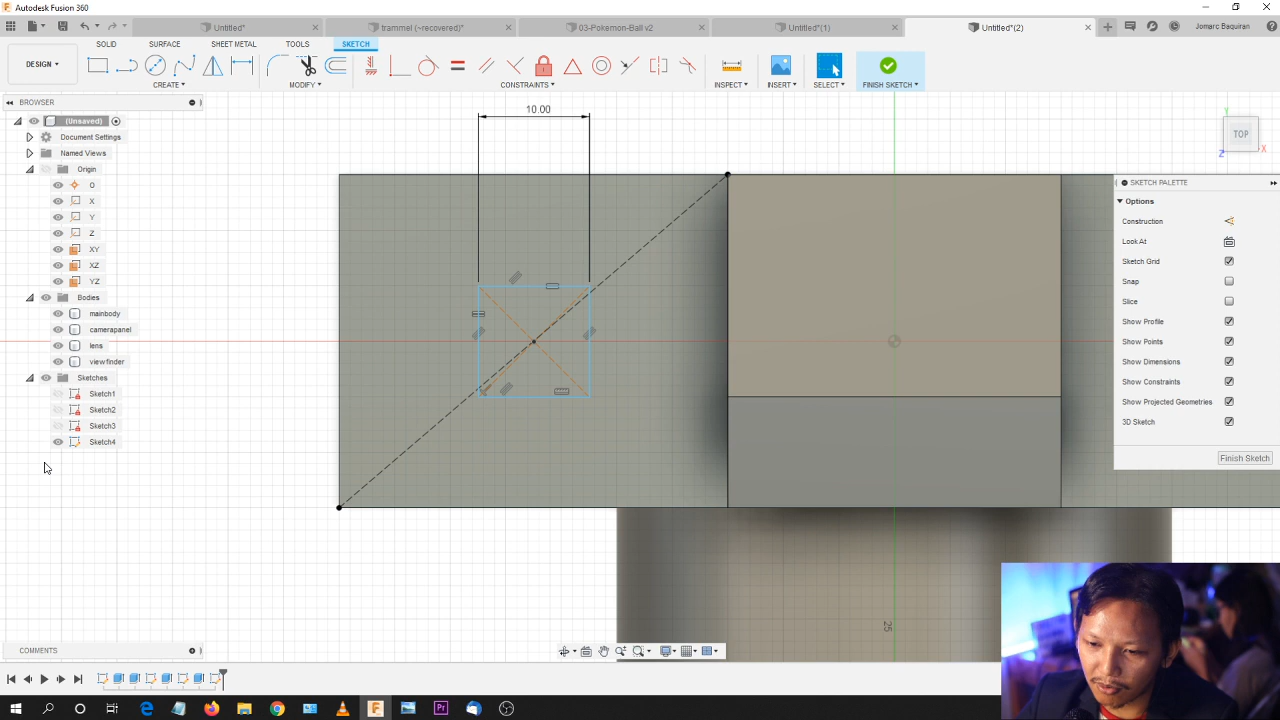 Autodesk Fusion 360
Untitled*
trammel (~recovered)*
03-Pokemon-Ball v2
Untitled*(1)
Untitled*(2)
Jomarc Baquiran
DESIGN
SOLID
SURFACE
SHEET METAL
TOOLS
SKETCH
CREATE
MODIFY
CONSTRAINTS
INSPECT
INSERT
SELECT
FINISH SKETCH
BROWSER
(Unsaved)
Document Settings
Named Views
Origin
O
X
Y
Z
XY
XZ
YZ
Bodies
mainbody
camerapanel
lens
viewfinder
Sketches
Sketch1
Sketch2
Sketch3
Sketch4
10.00
25
Y
TOP
X
Z
SKETCH PALETTE
Options
Construction
Look At
Sketch Grid
Snap
Slice
Show Profile
Show Points
Show Dimensions
Show Constraints
Show Projected Geometries
3D Sketch
Finish Sketch
COMMENTS